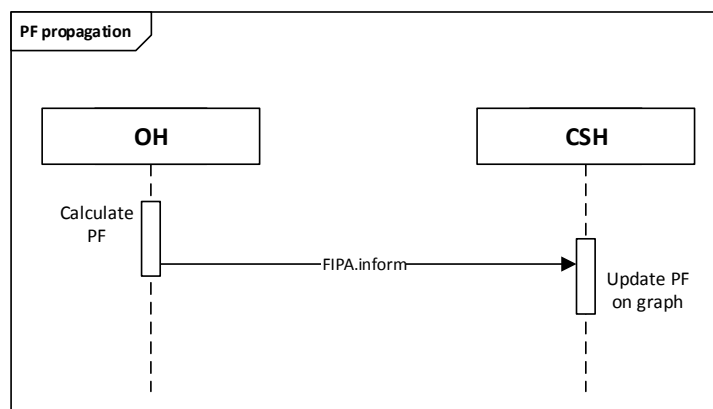 PF propagation
OH
CSH
Calculate
PF
FIPA.inform
Update PF
on graph